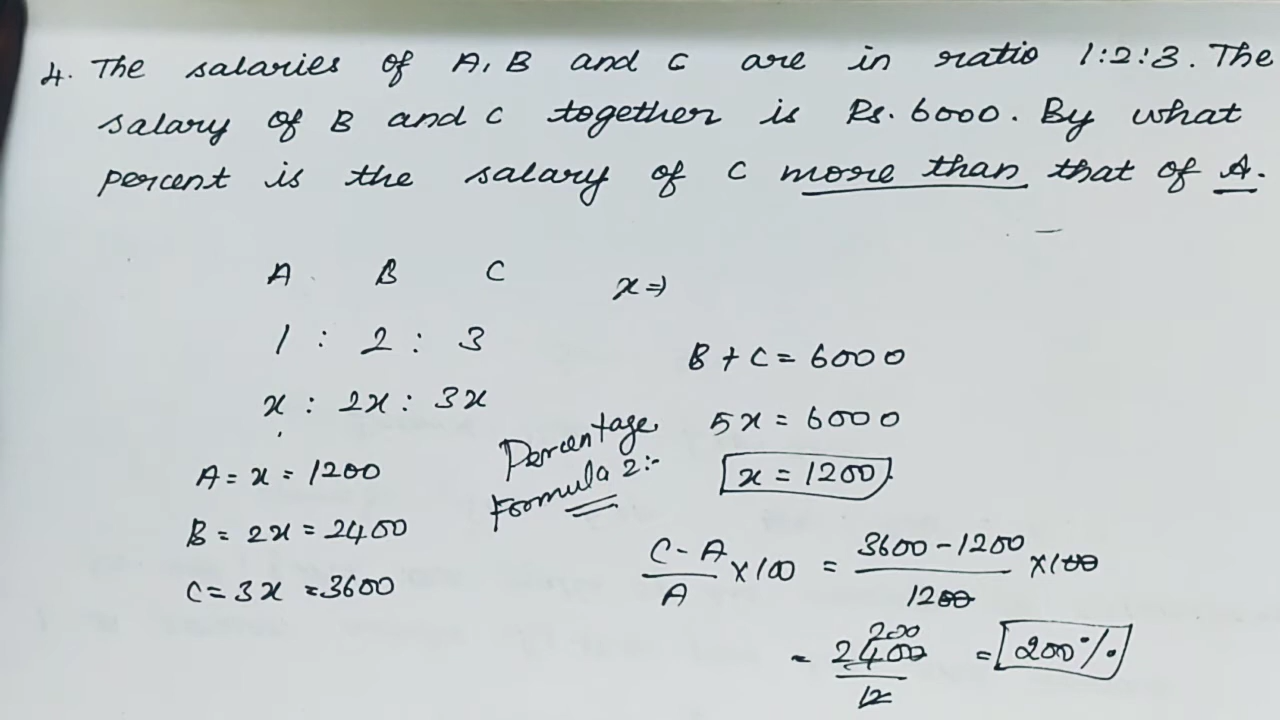 4. The salaries of A, B and C are in ratio 1:2:3. The
salary of B and C together is Rs. 6000. By what
percent is the salary of C more than that of A.
A B C
x ⇒
1 : 2 : 3
B + C = 6000
x : 2x : 3x
5x = 6000
Percentage
Formula 2:-
A = x = 1200
x = 1200
B = 2x = 2400
C = 3x = 3600
C - A / A × 100 = 3600 - 1200 / 1200 × 100
200
= 2400 / 12 = 200%